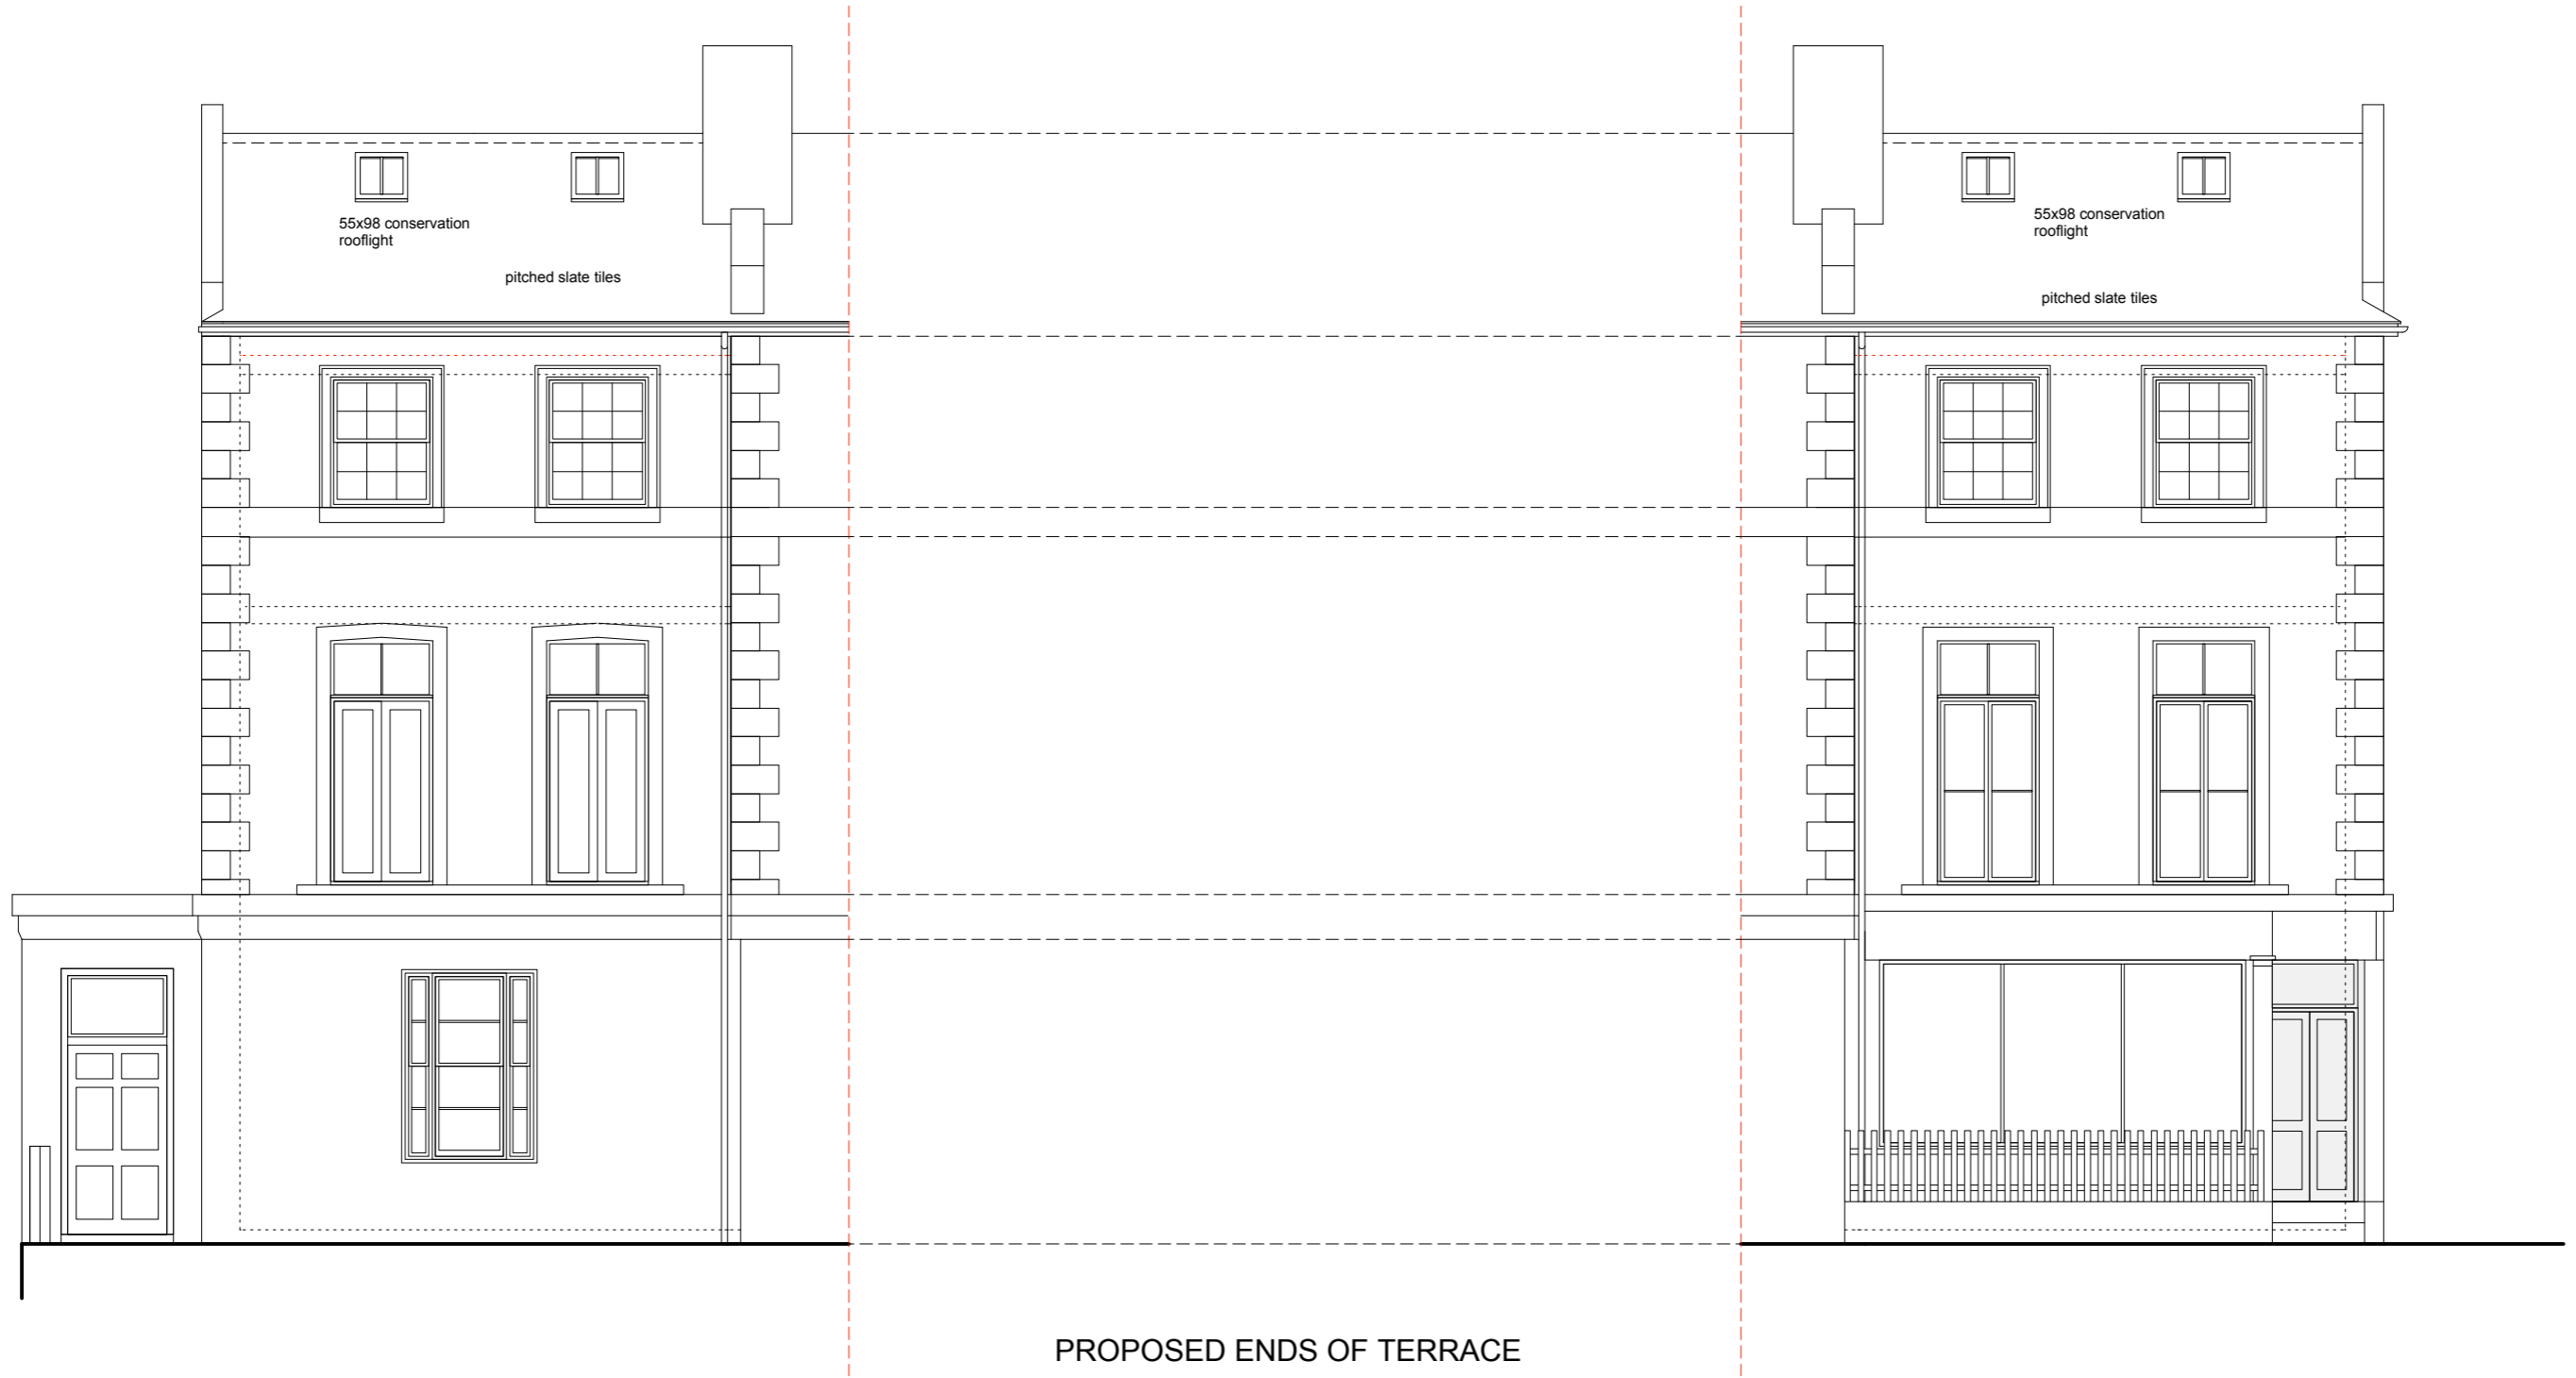 55x98 conservation
rooflight
pitched slate tiles
55x98 conservation
rooflight
pitched slate tiles
PROPOSED ENDS OF TERRACE